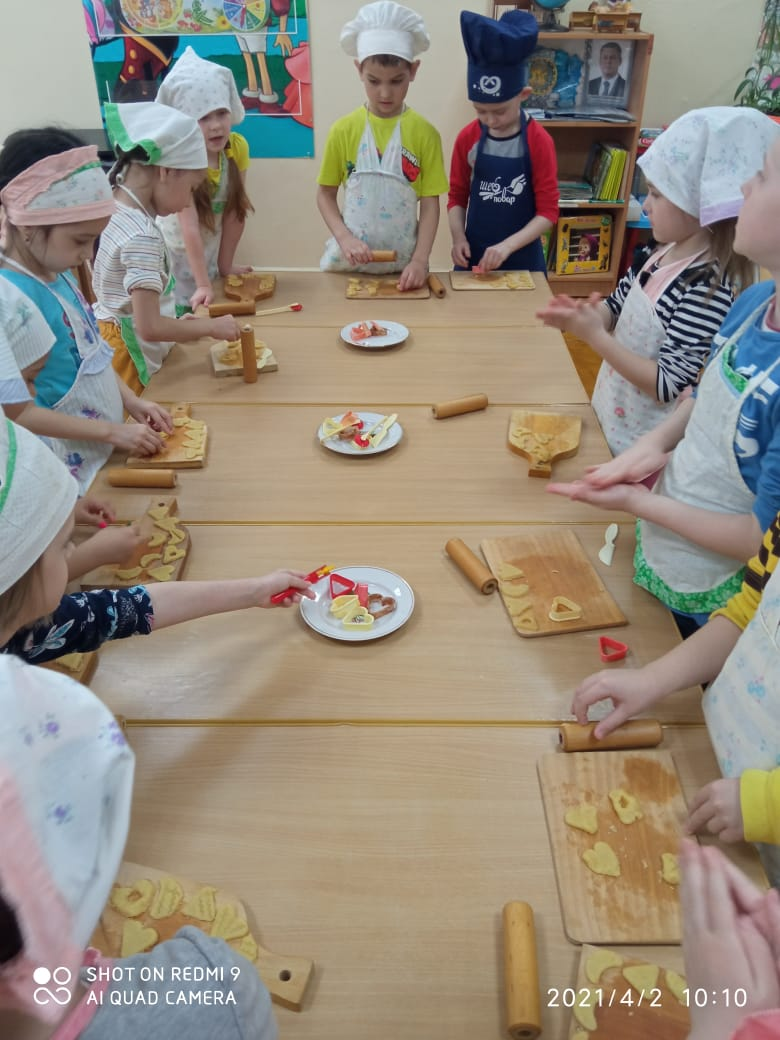 шеф
повар
SHOT ON REDMI 9
AI QUAD CAMERA
2021/4/2 10:10